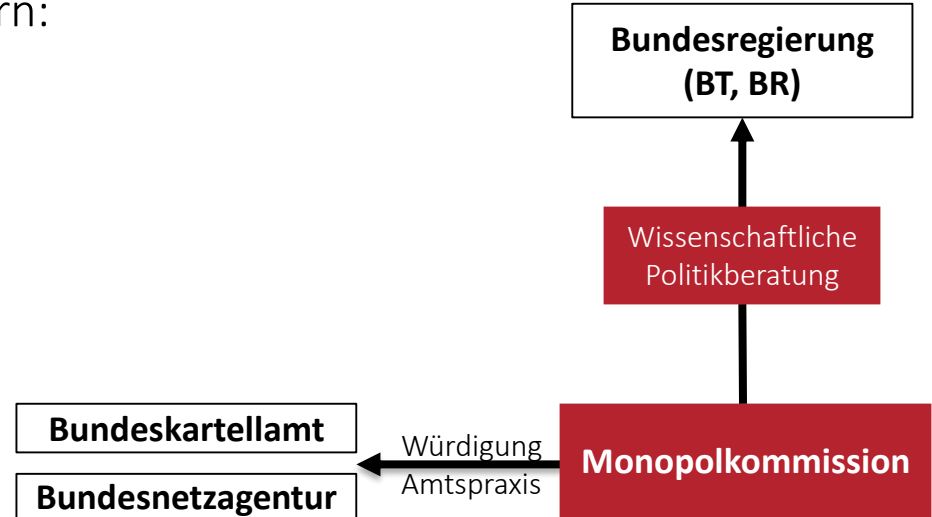 rn:
Bundesregierung
(BT, BR)
Wissenschaftliche
Politikberatung
Bundeskartellamt
Bundesnetzagentur
Würdigung
Amtspraxis
Monopolkommission